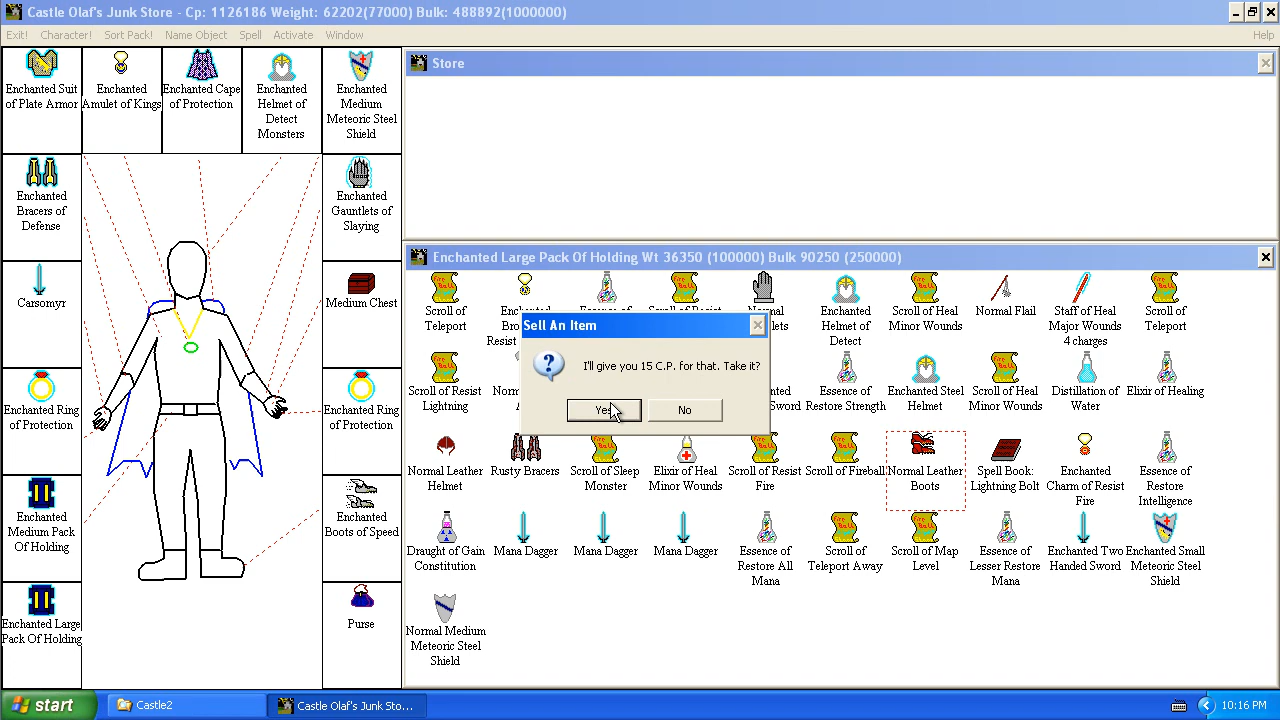 Castle Olaf's Junk Store - Cp: 1126186 Weight: 62202(77000) Bulk: 488892(1000000)
Exit! Character! Sort Pack! Name Object Spell Activate Window Help
Enchanted Suit of Plate Armor
Enchanted Amulet of Kings
Enchanted Cape of Protection
Enchanted Helmet of Detect Monsters
Enchanted Medium Meteoric Steel Shield
Enchanted Bracers of Defense
Enchanted Gauntlets of Slaying
Carsomyr
Medium Chest
Enchanted Ring of Protection
Enchanted Ring of Protection
Enchanted Medium Pack Of Holding
Enchanted Boots of Speed
Enchanted Large Pack Of Holding
Purse
Store
Enchanted Large Pack Of Holding Wt 36350 (100000) Bulk 90250 (250000)
Scroll of Teleport
Enchanted
Resist
Enchanted Helmet of Detect
Scroll of Heal Minor Wounds
Normal Flail
Staff of Heal Major Wounds 4 charges
Scroll of Teleport
Sell An Item
I'll give you 15 C.P. for that. Take it?
Yes
No
Scroll of Resist Lightning
Essence of Restore Strength
Enchanted Steel Helmet
Scroll of Heal Minor Wounds
Distillation of Water
Elixir of Healing
Normal Leather Helmet
Rusty Bracers
Scroll of Sleep Monster
Elixir of Heal Minor Wounds
Scroll of Resist Fire
Scroll of Fireball
Normal Leather Boots
Spell Book: Lightning Bolt
Enchanted Charm of Resist Fire
Essence of Restore Intelligence
Draught of Gain Constitution
Mana Dagger
Mana Dagger
Mana Dagger
Essence of Restore All Mana
Scroll of Teleport Away
Scroll of Map Level
Essence of Lesser Restore Mana
Enchanted Two Handed Sword
Enchanted Small Meteoric Steel Shield
Normal Medium Meteoric Steel Shield
start
Castle2
Castle Olaf's Junk Sto...
10:16 PM